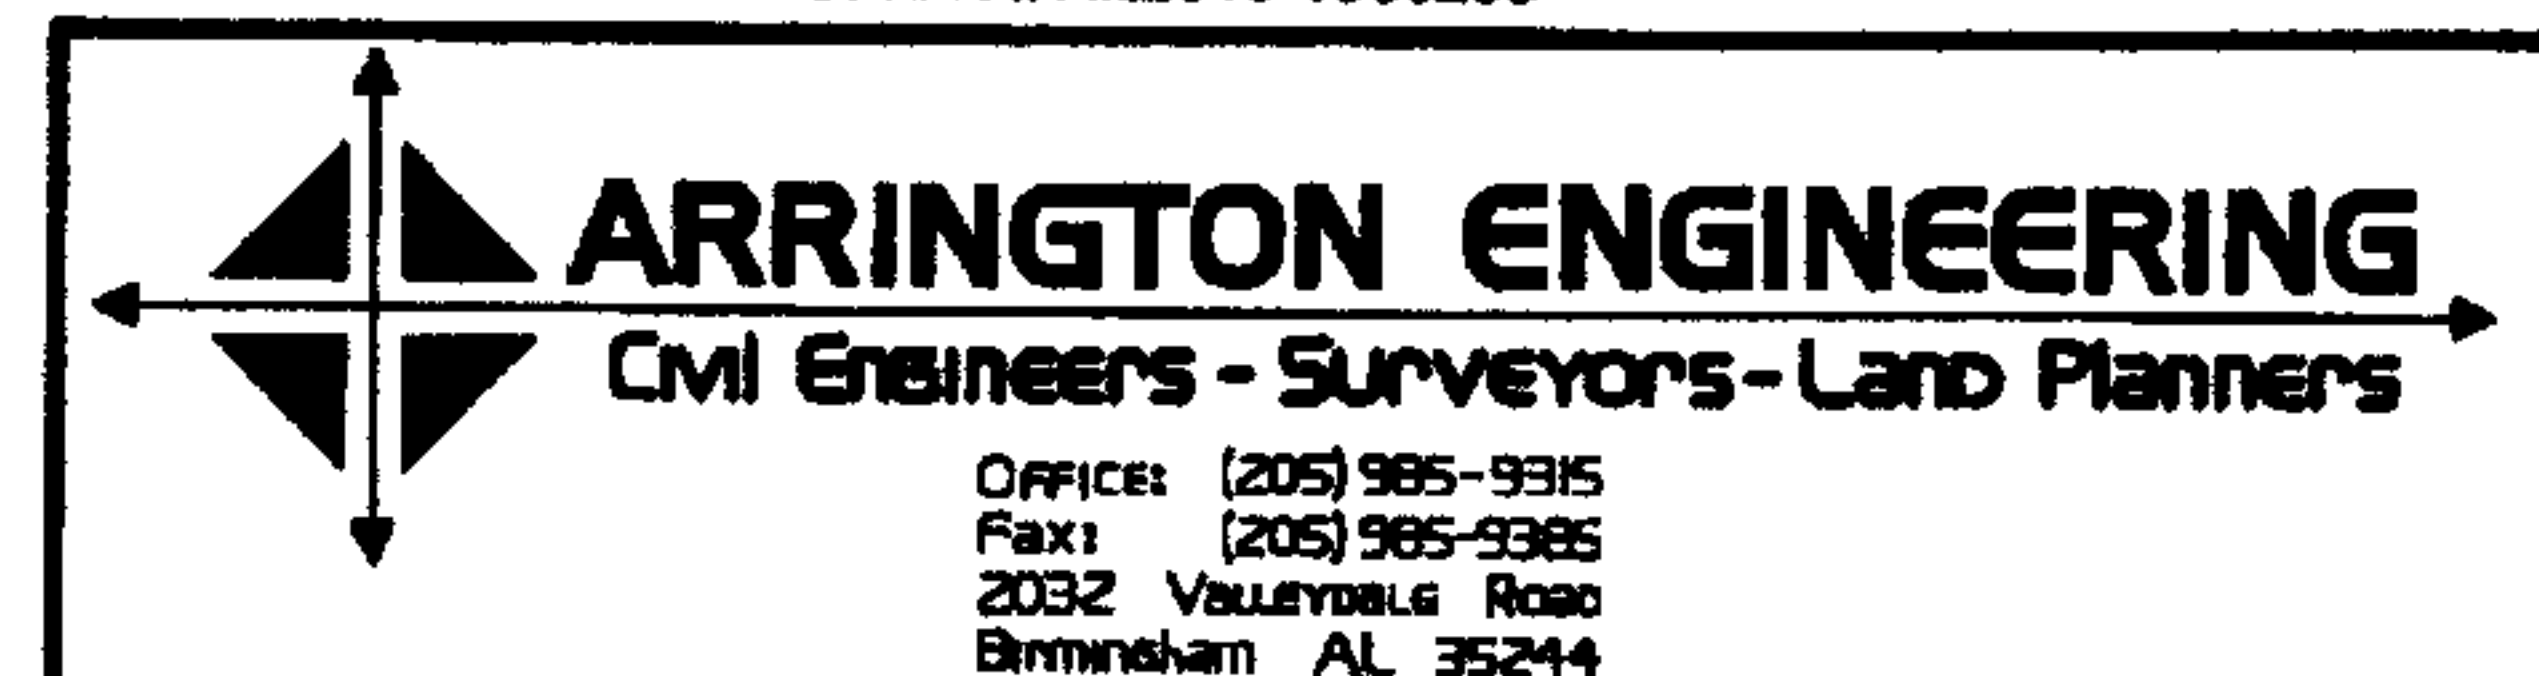 ARRINGTON ENGINEERING
Civil Engineers - Surveyors - Land Planners
Office: (205) 985-9315
Fax: (205) 985-9385
2032 Valleydale Road
Birmingham AL 35244